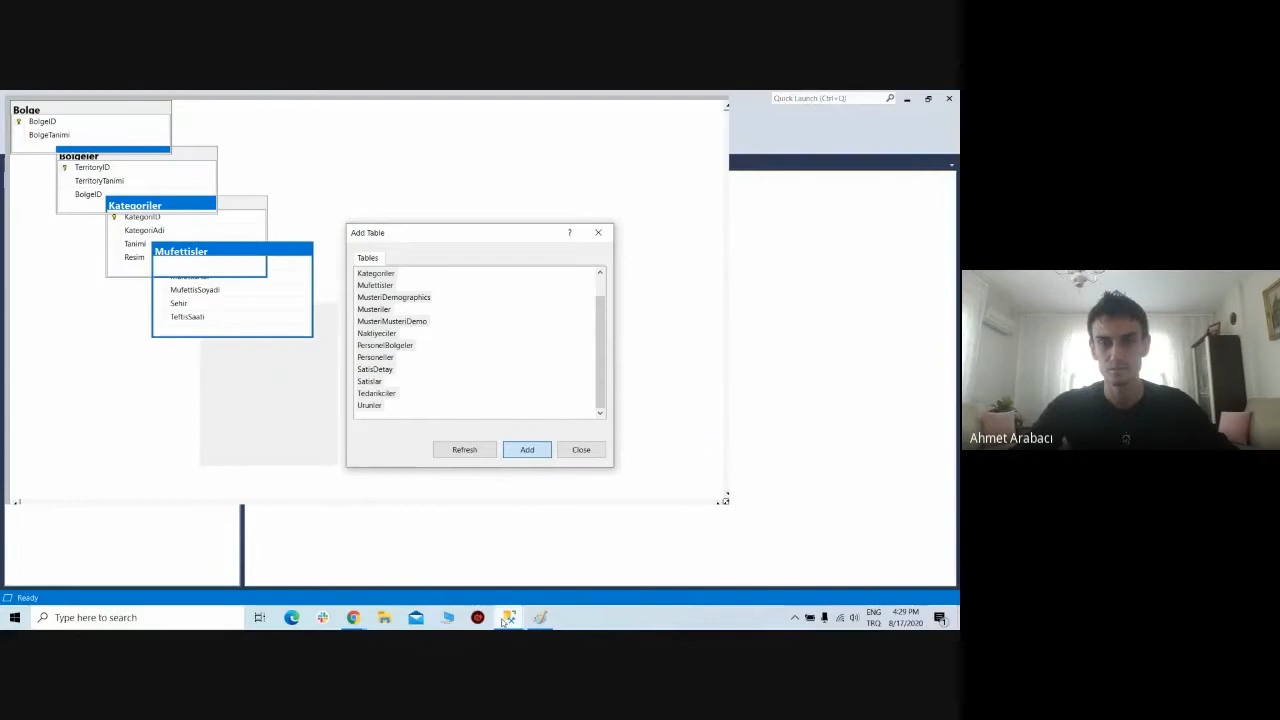 Quick Launch (Ctrl+Q)
Bolge
BolgeID
BolgeTanimi
Bolgeler
TerritoryID
TerritoryTanimi
BolgeID
Kategoriler
KategoriID
KategoriAdi
Tanimi
Resim
Mufettisler
MufettisSoyadi
Sehir
TeftisSaati
Add Table
?
Tables
Kategoriler
Mufettisler
MusteriDemographics
Musteriler
MusteriMusteriDemo
Nakliyeciler
PersonelBolgeler
Personeller
SatisDetay
Satislar
Tedarikciler
Urunler
Refresh
Add
Close
Ahmet Arabacı
Ready
Type here to search
ENG
TRQ
4:29 PM
8/17/2020